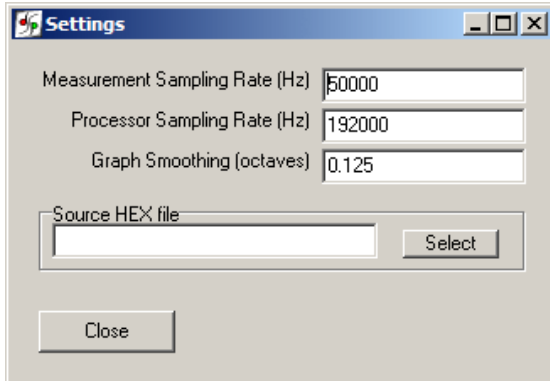 Settings
Measurement Sampling Rate (Hz) 50000
Processor Sampling Rate (Hz) 192000
Graph Smoothing (octaves) 0.125
Source HEX file
Select
Close